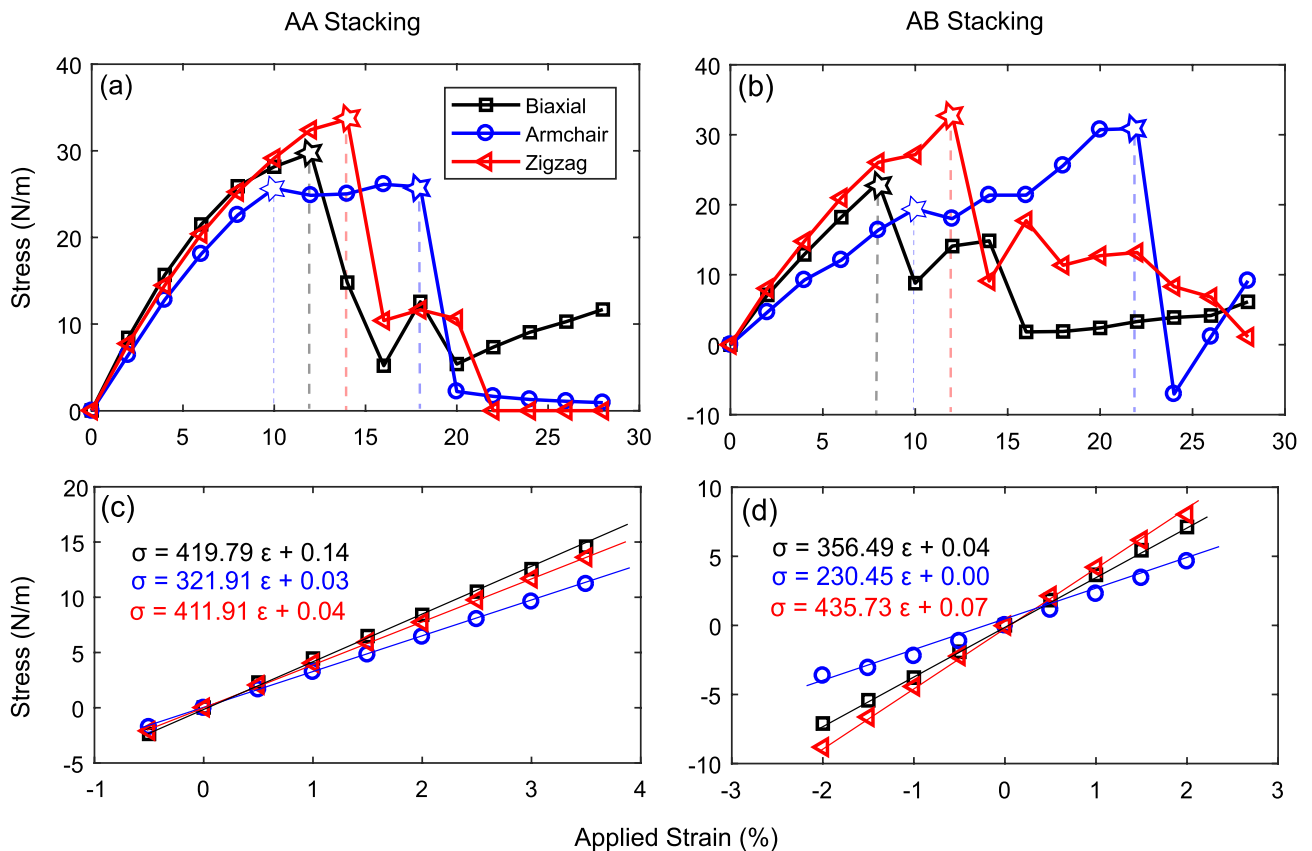 AA Stacking
AB Stacking
(a)
Biaxial
Armchair
Zigzag
Stress (N/m)
40
30
20
10
0
0 5 10 15 20 25 30
(b)
40
30
20
10
0
-10
0 5 10 15 20 25 30
(c)
σ = 419.79 ε + 0.14
σ = 321.91 ε + 0.03
σ = 411.91 ε + 0.04
Stress (N/m)
20
15
10
5
0
-5
-1 0 1 2 3 4
(d)
σ = 356.49 ε + 0.04
σ = 230.45 ε + 0.00
σ = 435.73 ε + 0.07
10
5
0
-5
-10
-3 -2 -1 0 1 2 3
Applied Strain (%)